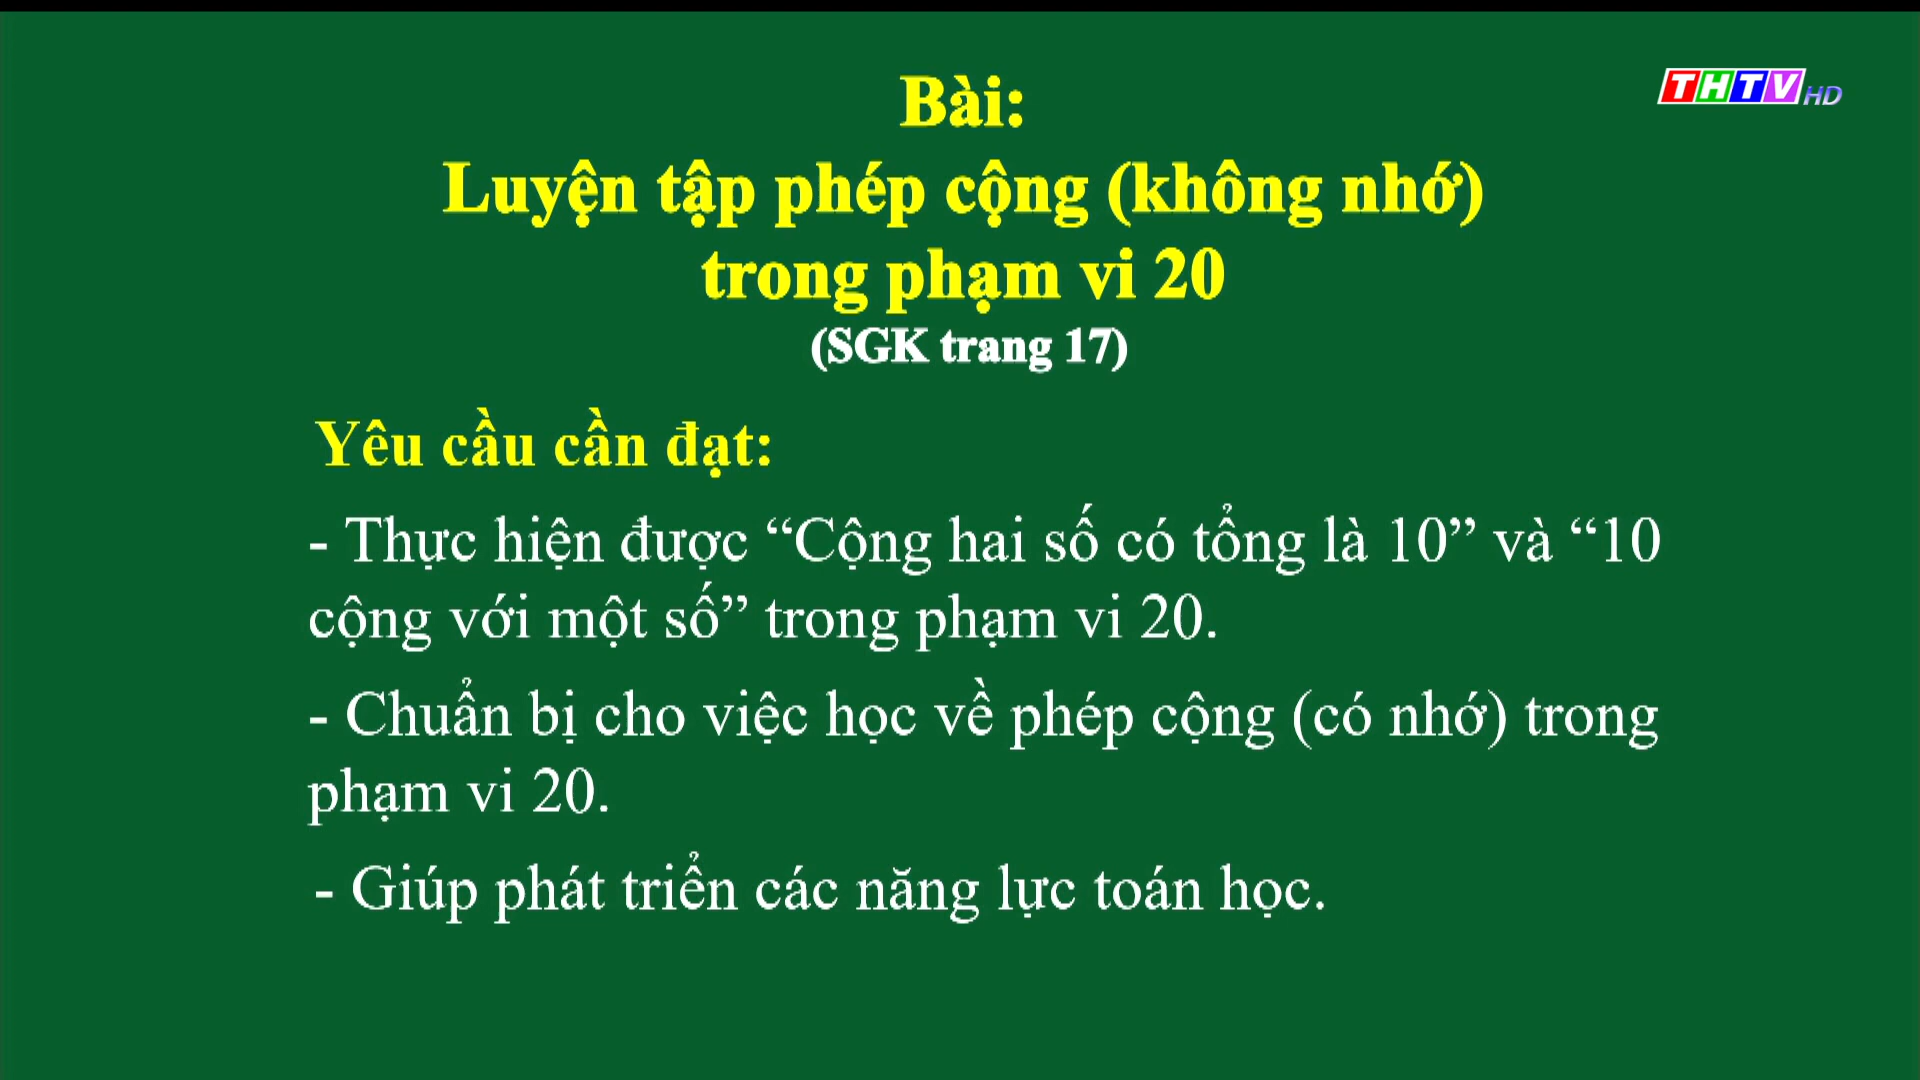 THTV HD
Bài:
Luyện tập phép cộng (không nhớ)
trong phạm vi 20
(SGK trang 17)
Yêu cầu cần đạt:
- Thực hiện được “Cộng hai số có tổng là 10” và “10
cộng với một số” trong phạm vi 20.
- Chuẩn bị cho việc học về phép cộng (có nhớ) trong
phạm vi 20.
- Giúp phát triển các năng lực toán học.